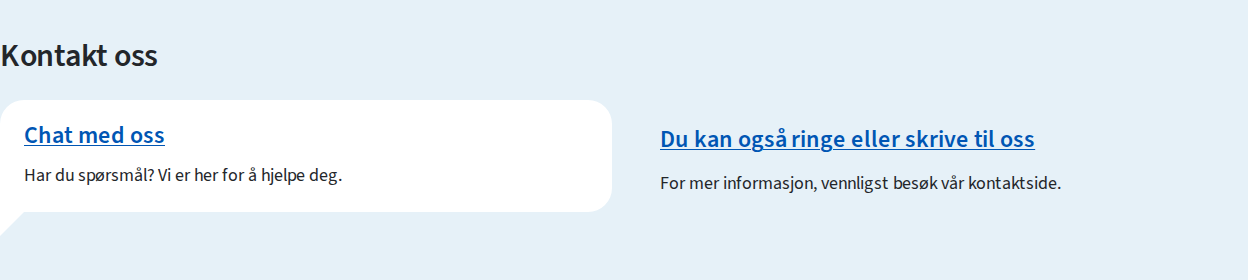 Kontakt oss
Chat med oss
Har du spørsmål? Vi er her for å hjelpe deg.
Du kan også ringe eller skrive til oss
For mer informasjon, vennligst besøk vår kontaktside.